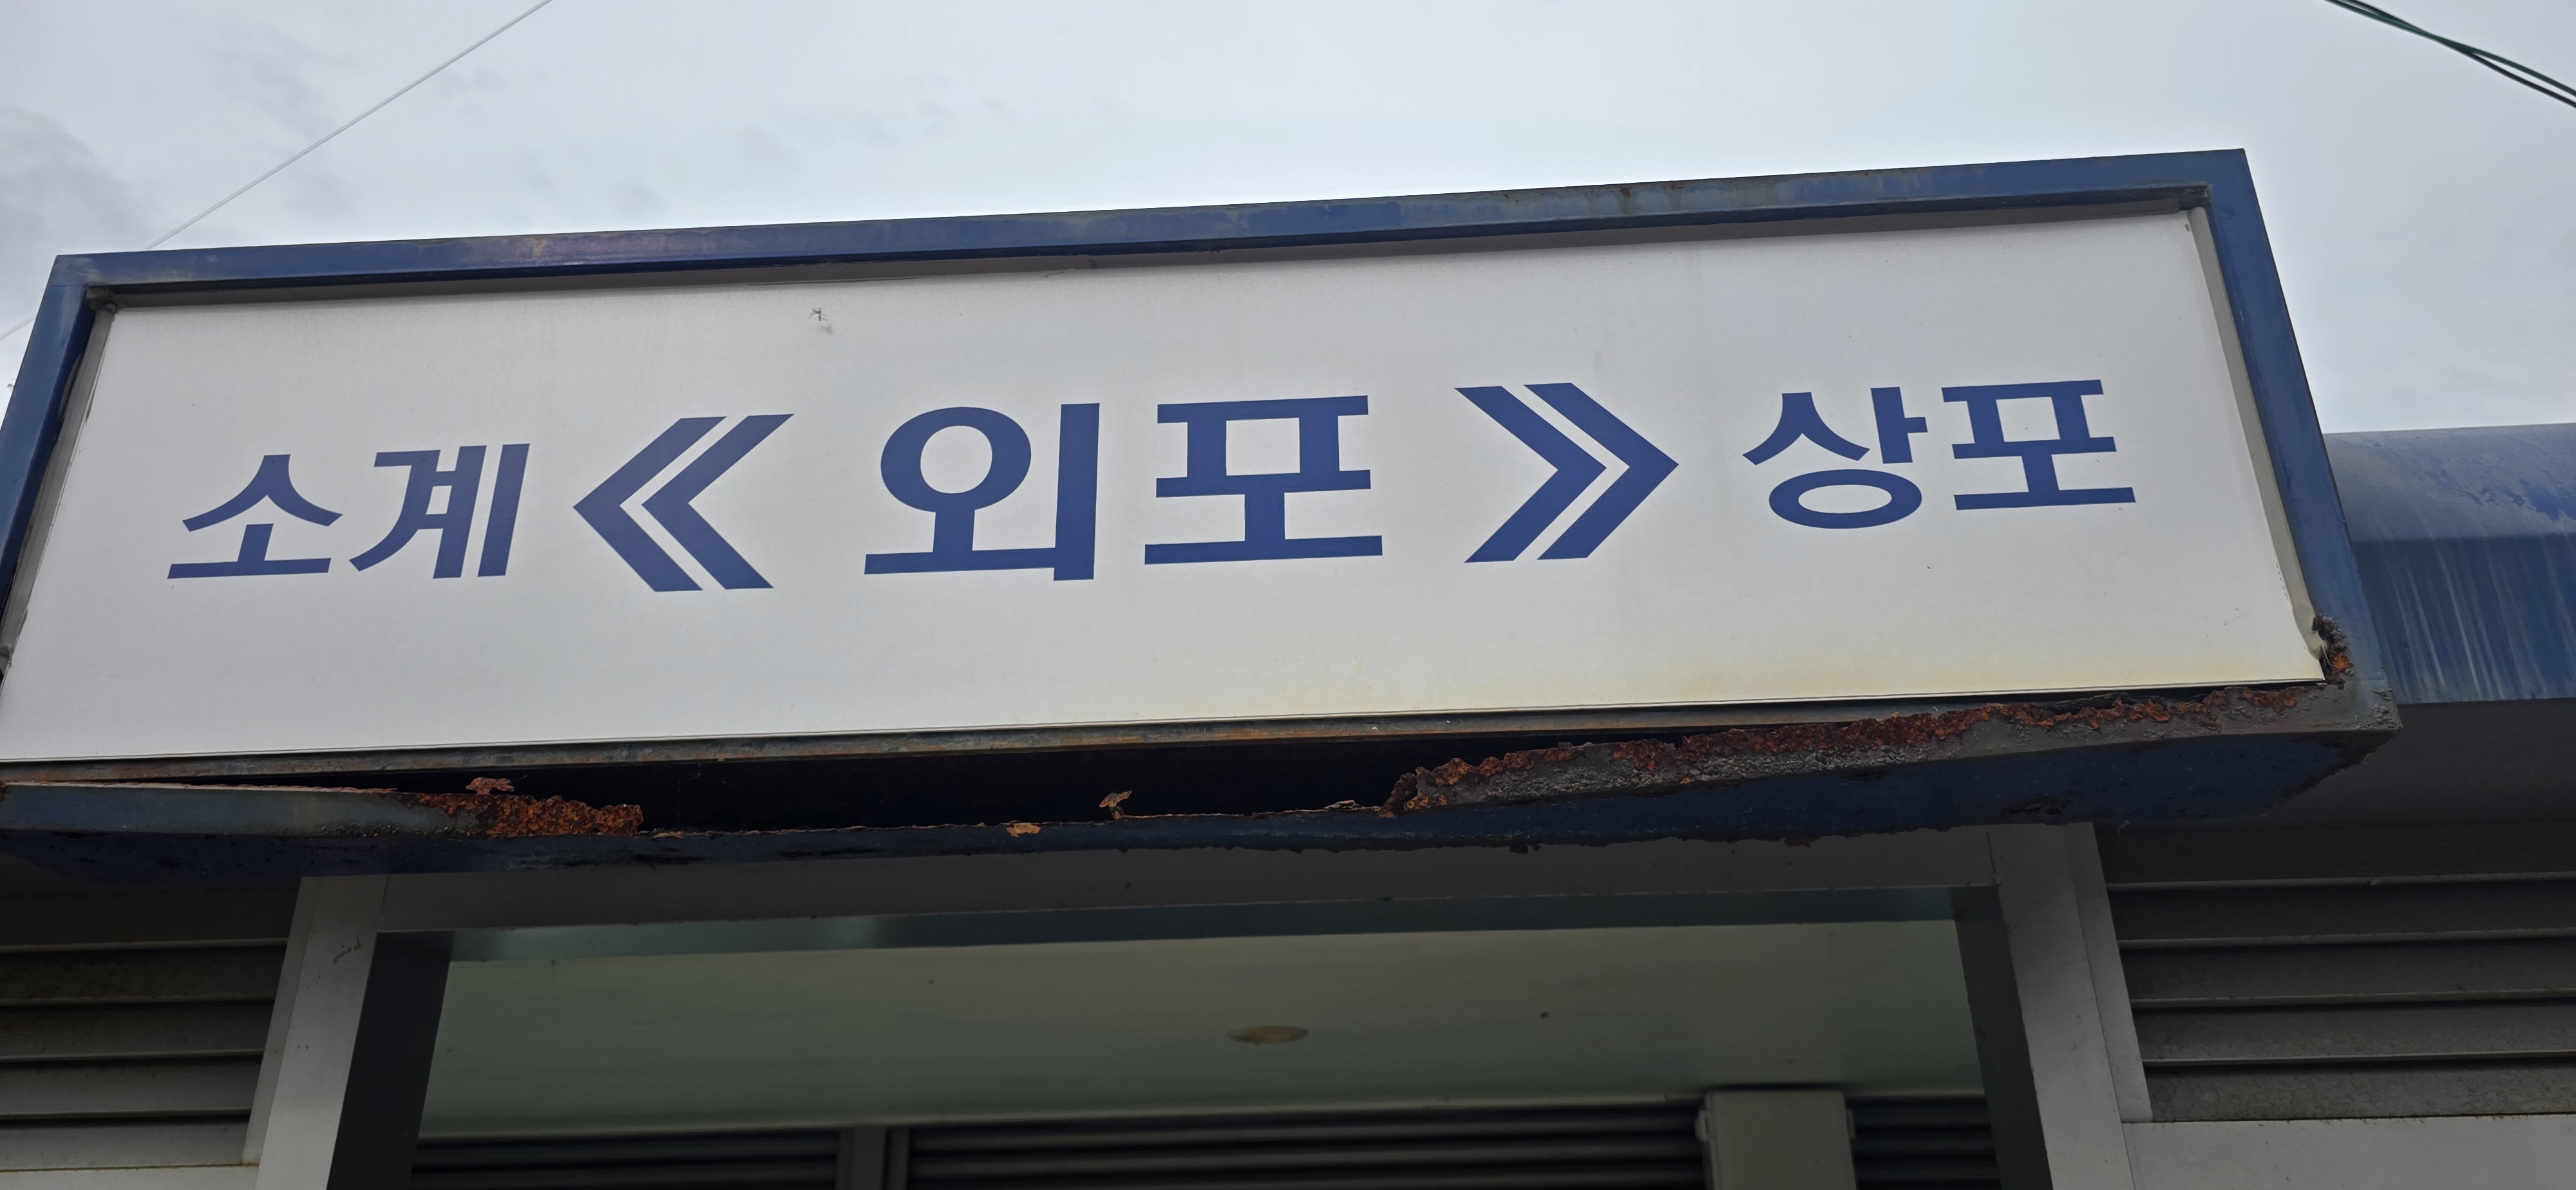 소계 《 외포 》 상포